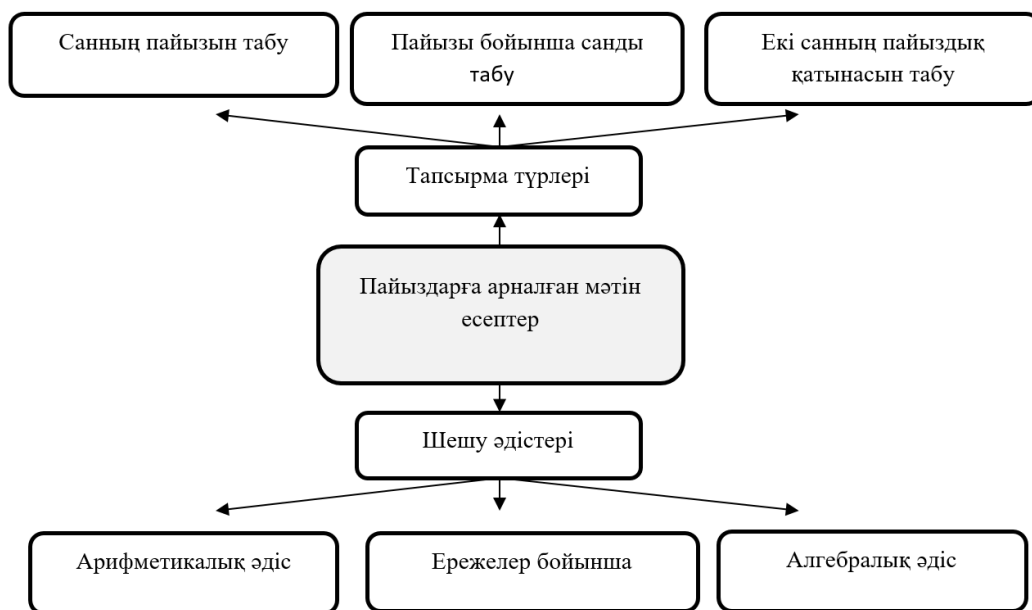 Санның пайызын табу
Пайызы бойынша санды
табу
Екі санның пайыздық
қатынасын табу
Тапсырма түрлері
Пайыздарға арналған мәтін
есептер
Шешу әдістері
Арифметикалық әдіс
Ережелер бойынша
Алгебралық әдіс